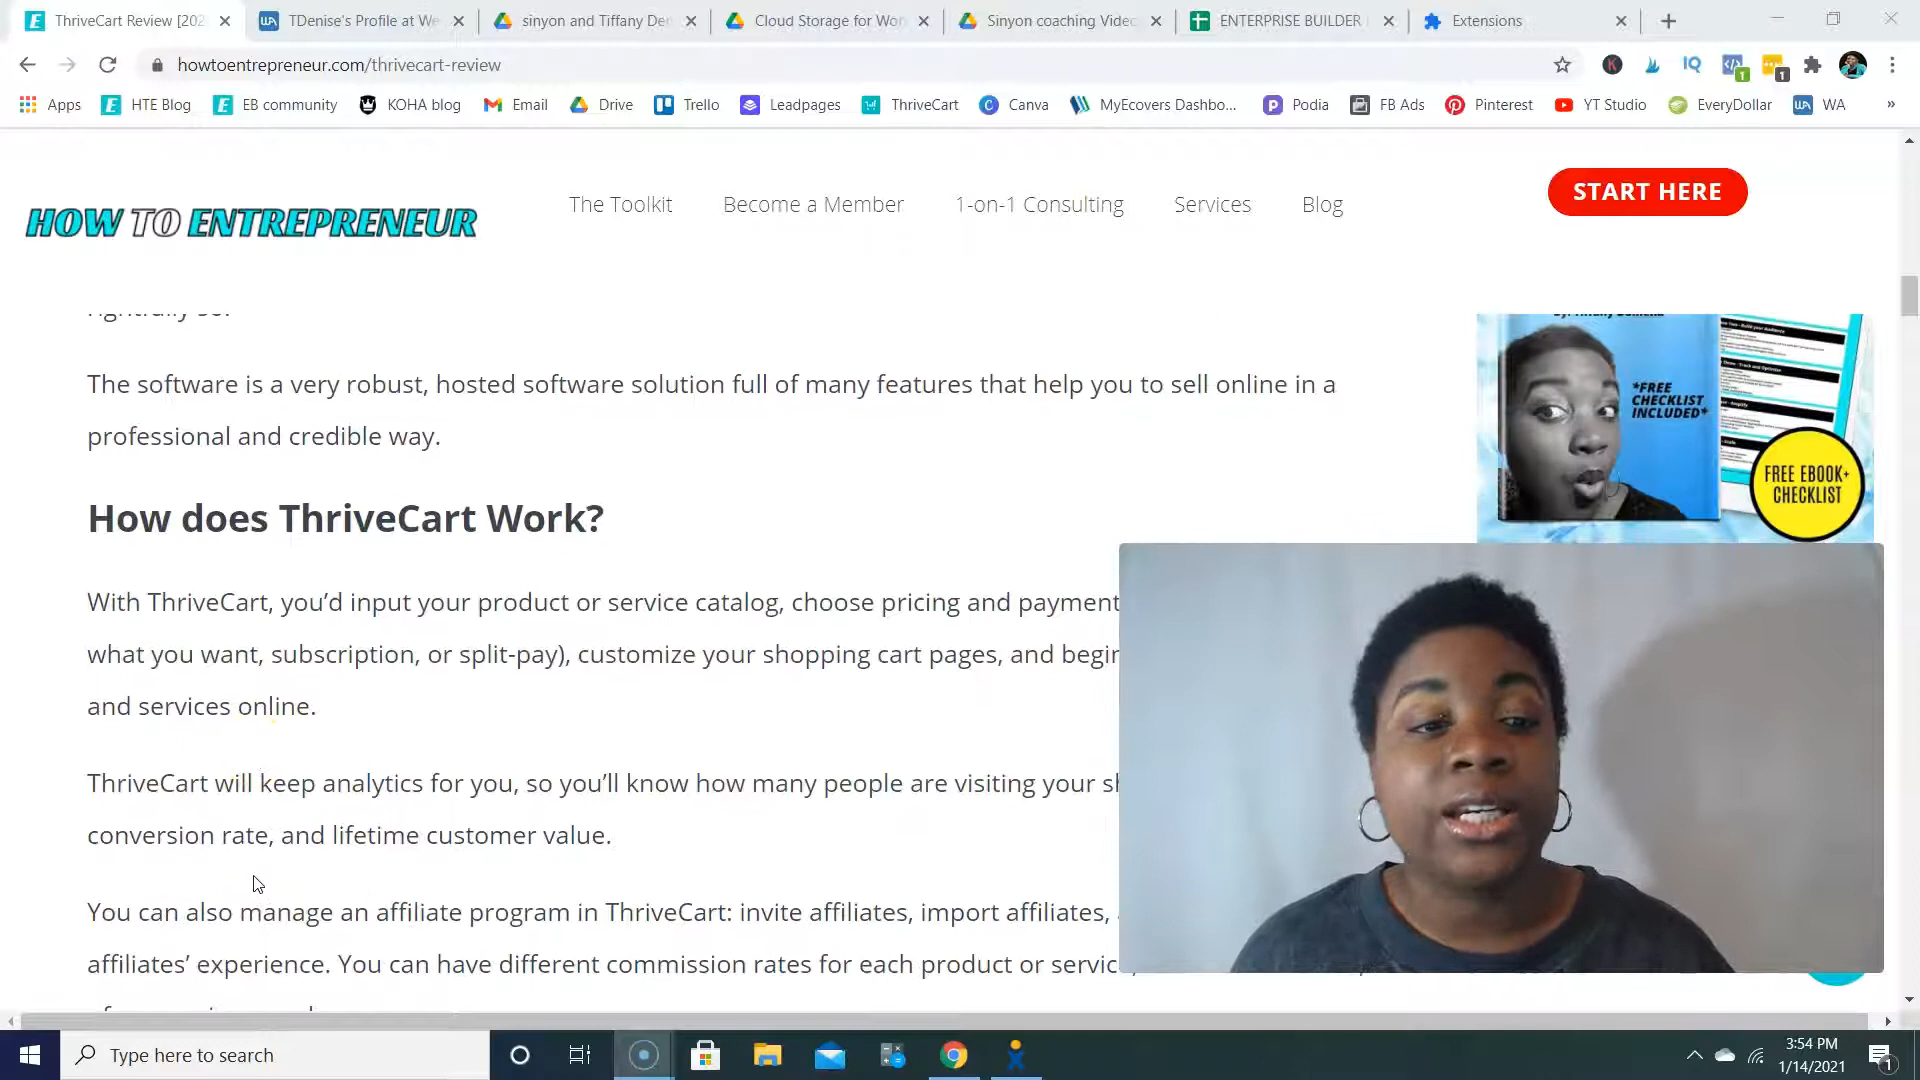 ThriveCart Review [202
TDenise's Profile at We
sinyon and Tiffany Den
Cloud Storage for Wor
Sinyon coaching Video
ENTERPRISE BUILDER
Extensions
howtoentrepreneur.com/thrivecart-review
Apps
HTE Blog
EB community
KOHA blog
Email
Drive
Trello
Leadpages
ThriveCart
Canva
MyEcovers Dashbo...
Podia
FB Ads
Pinterest
YT Studio
EveryDollar
WA
HOW TO ENTREPRENEUR
The Toolkit
Become a Member
1-on-1 Consulting
Services
Blog
START HERE
The software is a very robust, hosted software solution full of many features that help you to sell online in a
professional and credible way.
*FREE
CHECKLIST
INCLUDED*
FREE EBOOK+
CHECKLIST
How does ThriveCart Work?
With ThriveCart, you'd input your product or service catalog, choose pricing and payment
what you want, subscription, or split-pay), customize your shopping cart pages, and begin
and services online.
ThriveCart will keep analytics for you, so you'll know how many people are visiting your sh
conversion rate, and lifetime customer value.
You can also manage an affiliate program in ThriveCart: invite affiliates, import affiliates,
affiliates' experience. You can have different commission rates for each product or service,
Type here to search
3:54 PM
1/14/2021